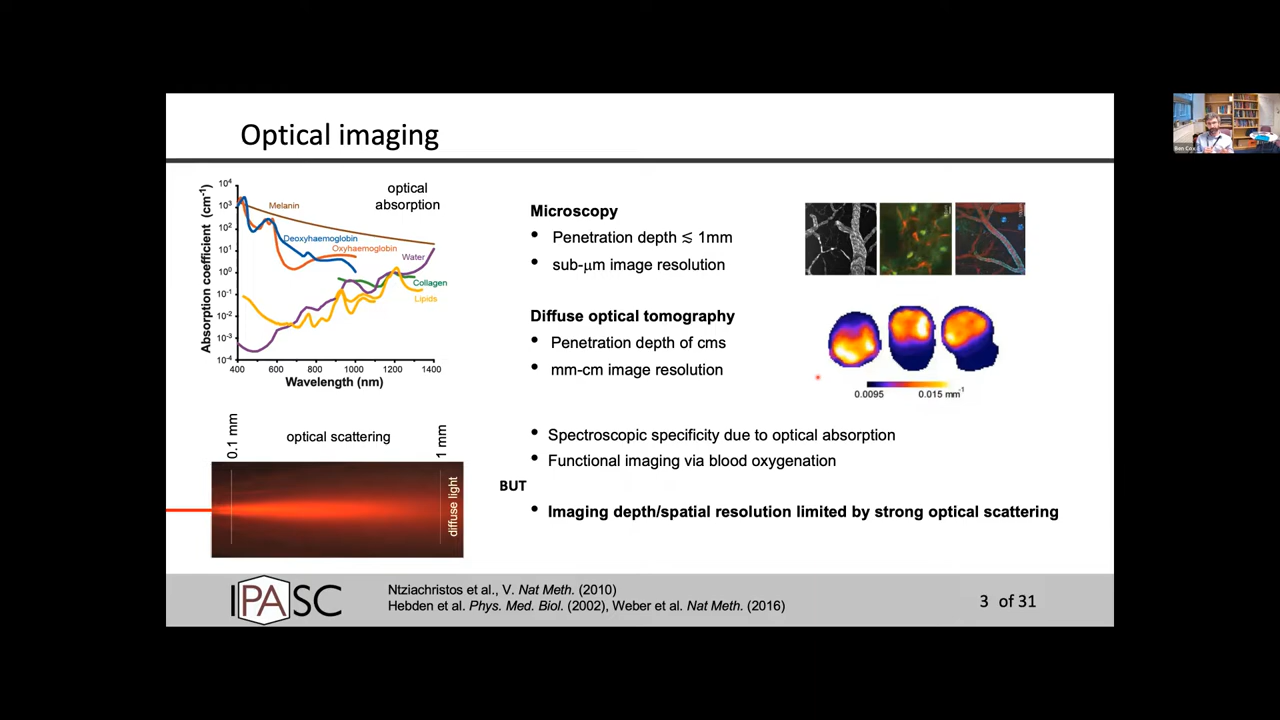 Optical imaging
optical
absorption
Absorption coefficient (cm-1)
10⁴
10³
10²
10¹
10⁰
10⁻¹
10⁻²
10⁻³
10⁻⁴
Melanin
Deoxyhaemoglobin
Oxyhaemoglobin
Water
Collagen
Lipids
400 600 800 1000 1200 1400
Wavelength (nm)
0.1 mm
optical scattering
1 mm
diffuse light
Microscopy
• Penetration depth ≲ 1mm
• sub-μm image resolution
Diffuse optical tomography
• Penetration depth of cms
• mm-cm image resolution
0.0095 0.015 mm⁻¹
• Spectroscopic specificity due to optical absorption
• Functional imaging via blood oxygenation
BUT
• Imaging depth/spatial resolution limited by strong optical scattering
IPASC
Ntziachristos et al., V. Nat Meth. (2010)
Hebden et al. Phys. Med. Biol. (2002), Weber et al. Nat Meth. (2016)
3 of 31
Ben Cox